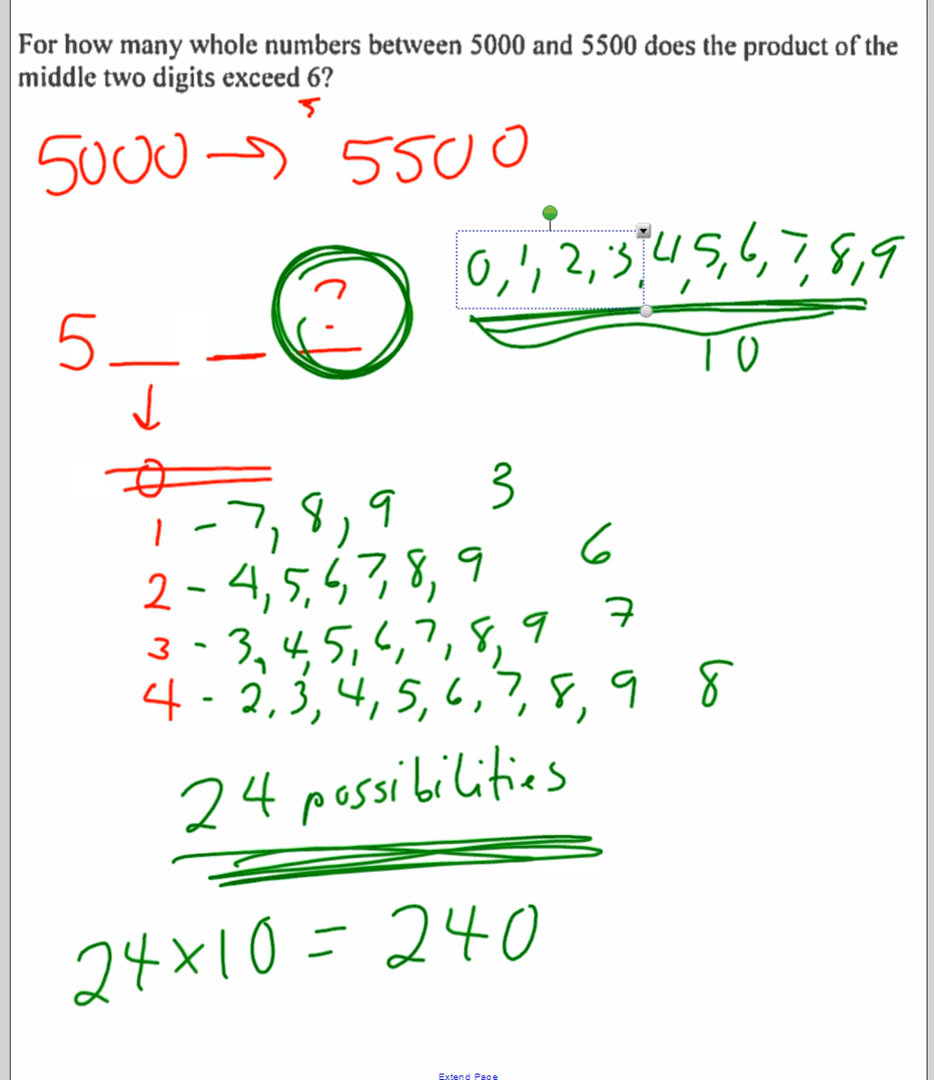 For how many whole numbers between 5000 and 5500 does the product of the
middle two digits exceed 6?
5
5000 → 5500
0, 1, 2, 3, 4, 5, 6, 7, 8, 9
10
5 _ _ ?
↓
0
1 - 7, 8, 9 3
2 - 4, 5, 6, 7, 8, 9 6
3 - 3, 4, 5, 6, 7, 8, 9 7
4 - 2, 3, 4, 5, 6, 7, 8, 9 8
24 possibilities
24 × 10 = 240
Extend Page